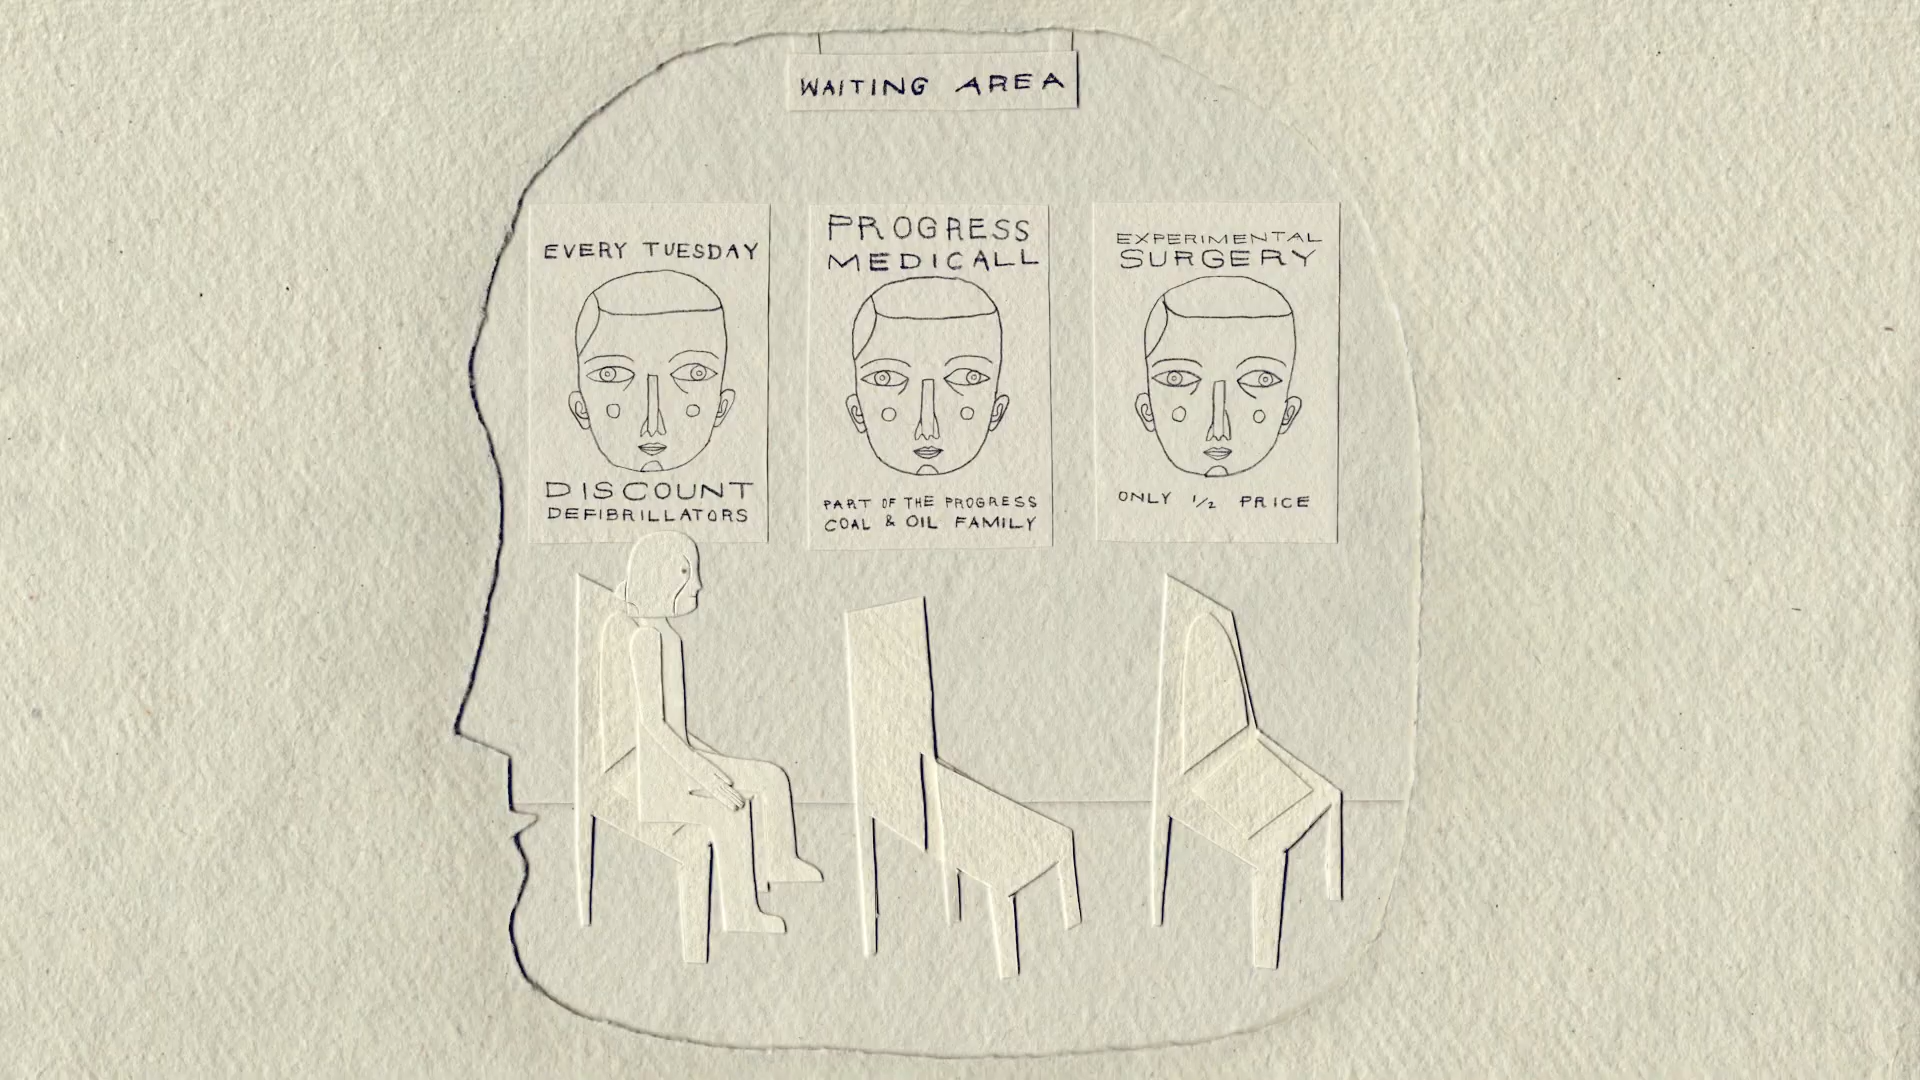 WAITING AREA
EVERY TUESDAY
DISCOUNT
DEFIBRILLATORS
PROGRESS
MEDICALL
PART OF THE PROGRESS
COAL & OIL FAMILY
EXPERIMENTAL
SURGERY
ONLY 1/2 PRICE